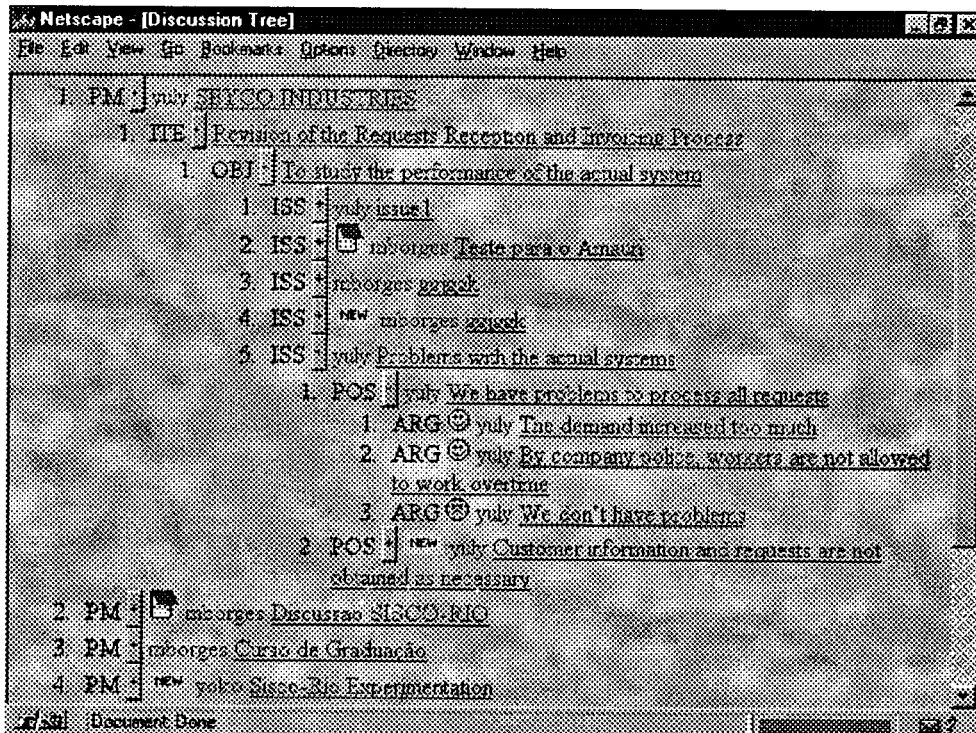 Netscape - [Discussion Tree]
File Edit View Go Bookmarks Options Directory Window Help
1. PM yuly SEYCO INDUSTRIES
1. ITE Revision of the Requests Reception and Invoicing Process
1. OBJ To study the performance of the actual system
1. ISS yuly issue1
2. ISS mborges Teste para o Amauri
3. ISS mborges
4. ISS NEW mborges
5. ISS yuly Problems with the actual systems
1. POS yuly We have problems to process all requests
1. ARG yuly The demand increased too much
2. ARG yuly By company police, workers are not allowed
to work overtime
3. ARG yuly We don't have problems
2. POS NEW yuly Customer information and requests are not
obtained as necessary
2. PM mborges Discussao SISCO-RIO
3. PM mborges Curso de Graduação
4. PM NEW Sisco-Rio Experimentation
Document Done